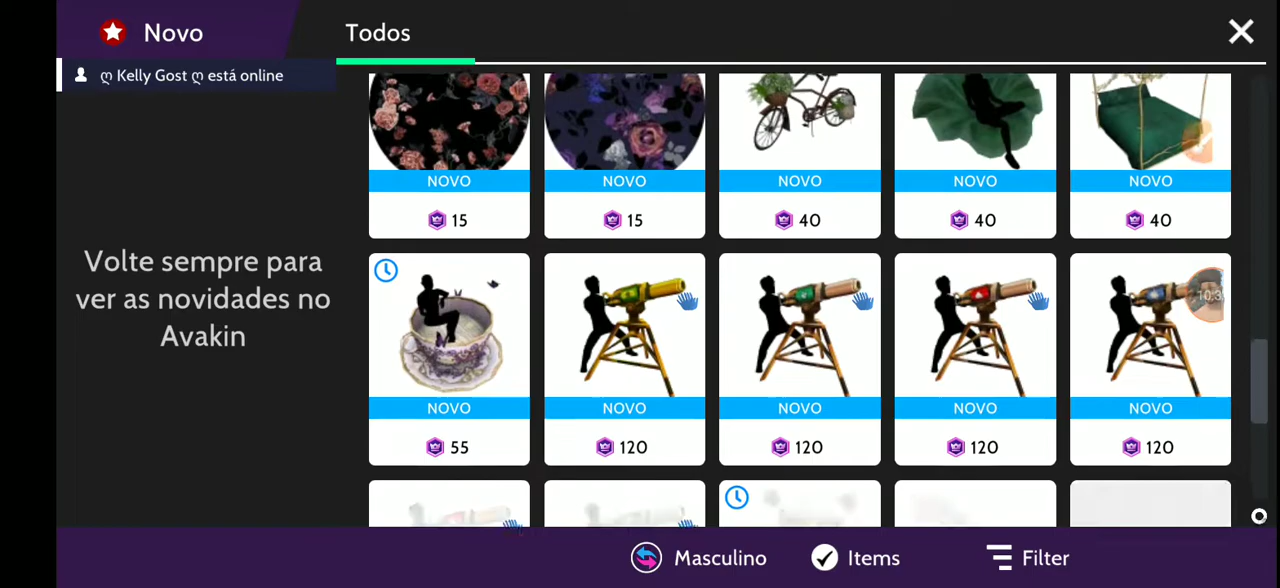 Novo
Todos
ღ Kelly Gost ღ está online
Volte sempre para
ver as novidades no
Avakin
NOVO NOVO NOVO NOVO NOVO
15 15 40 40 40
NOVO NOVO NOVO NOVO NOVO
55 120 120 120 120
Masculino Items Filter